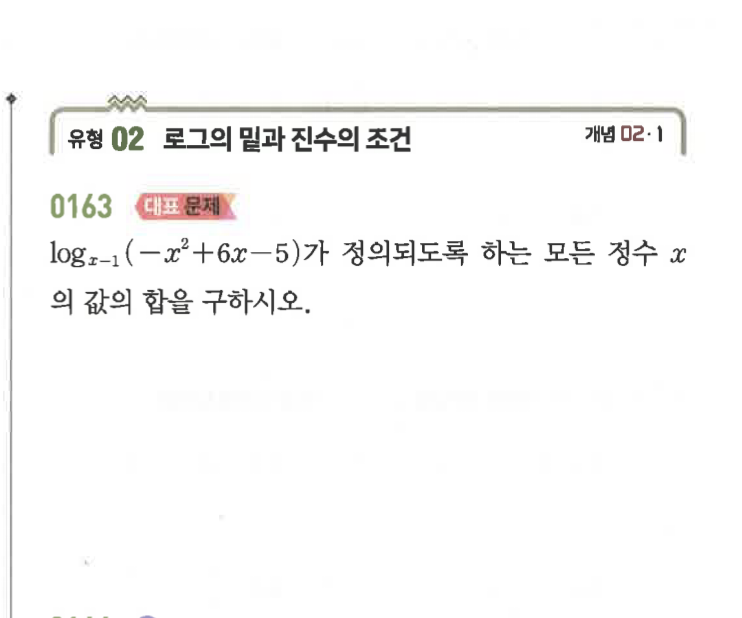 유형 02 로그의 밑과 진수의 조건 개념 02·1
0163 대표 문제
log_{x-1}(-x²+6x-5)가 정의되도록 하는 모든 정수 x
의 값의 합을 구하시오.